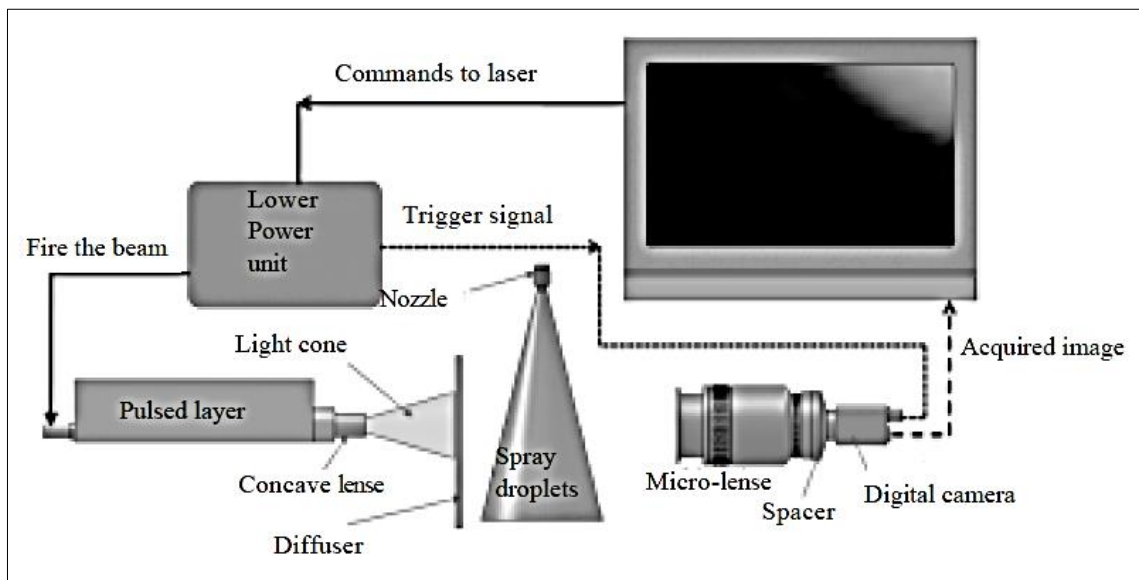 Commands to laser
Lower
Power
unit
Trigger signal
Fire the beam
Nozzle
Light cone
Acquired image
Pulsed layer
Spray
droplets
Micro-lense
Concave lense
Digital camera
Spacer
Diffuser